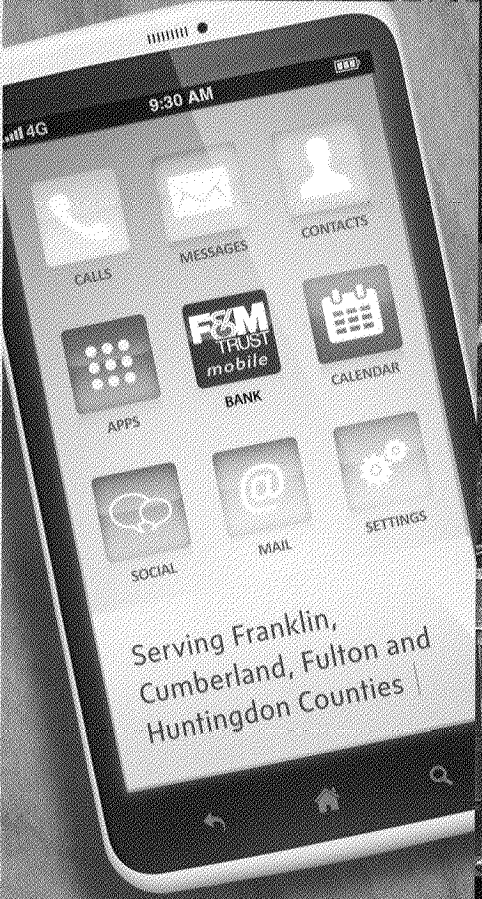 4G
9:30 AM
CALLS
MESSAGES
CONTACTS
F&M
TRUST
mobile
APPS
BANK
CALENDAR
@
SOCIAL
MAIL
SETTINGS
Serving Franklin,
Cumberland, Fulton and
Huntingdon Counties